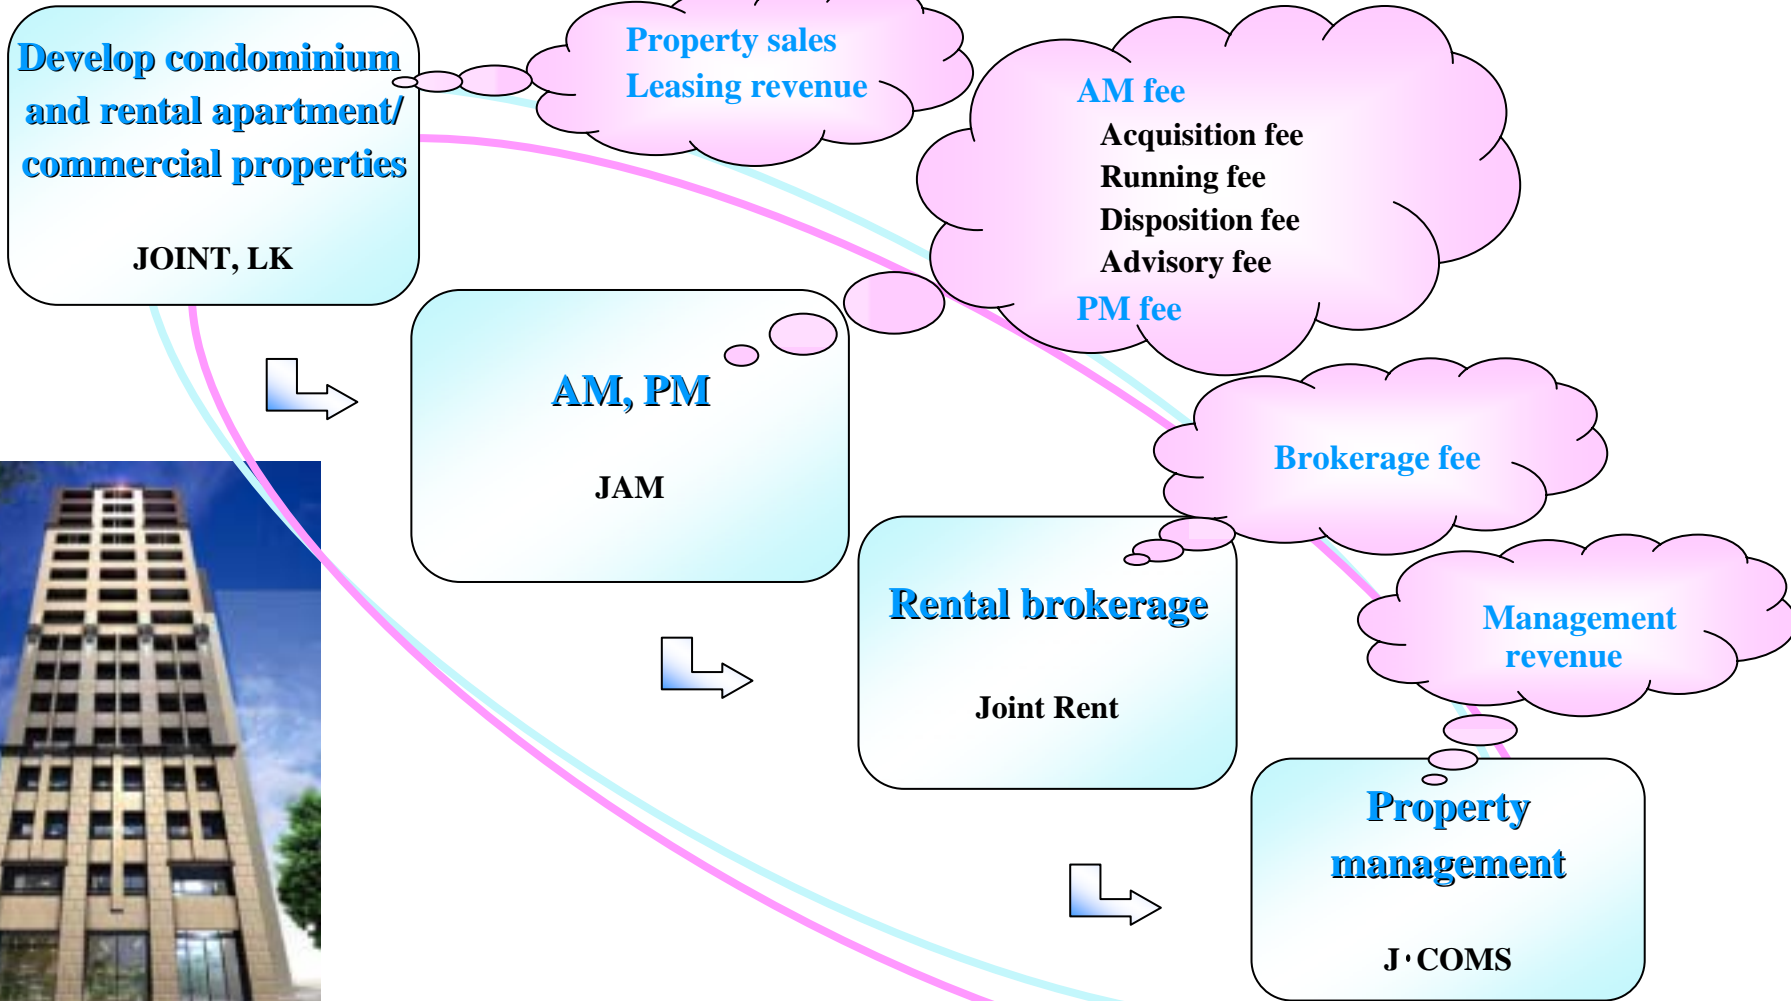 Develop condominium
and rental apartment/
commercial properties
JOINT, LK
Property sales
Leasing revenue
AM fee
Acquisition fee
Running fee
Disposition fee
Advisory fee
PM fee
AM, PM
JAM
Brokerage fee
Rental brokerage
Joint Rent
Management
revenue
Property
management
J・COMS